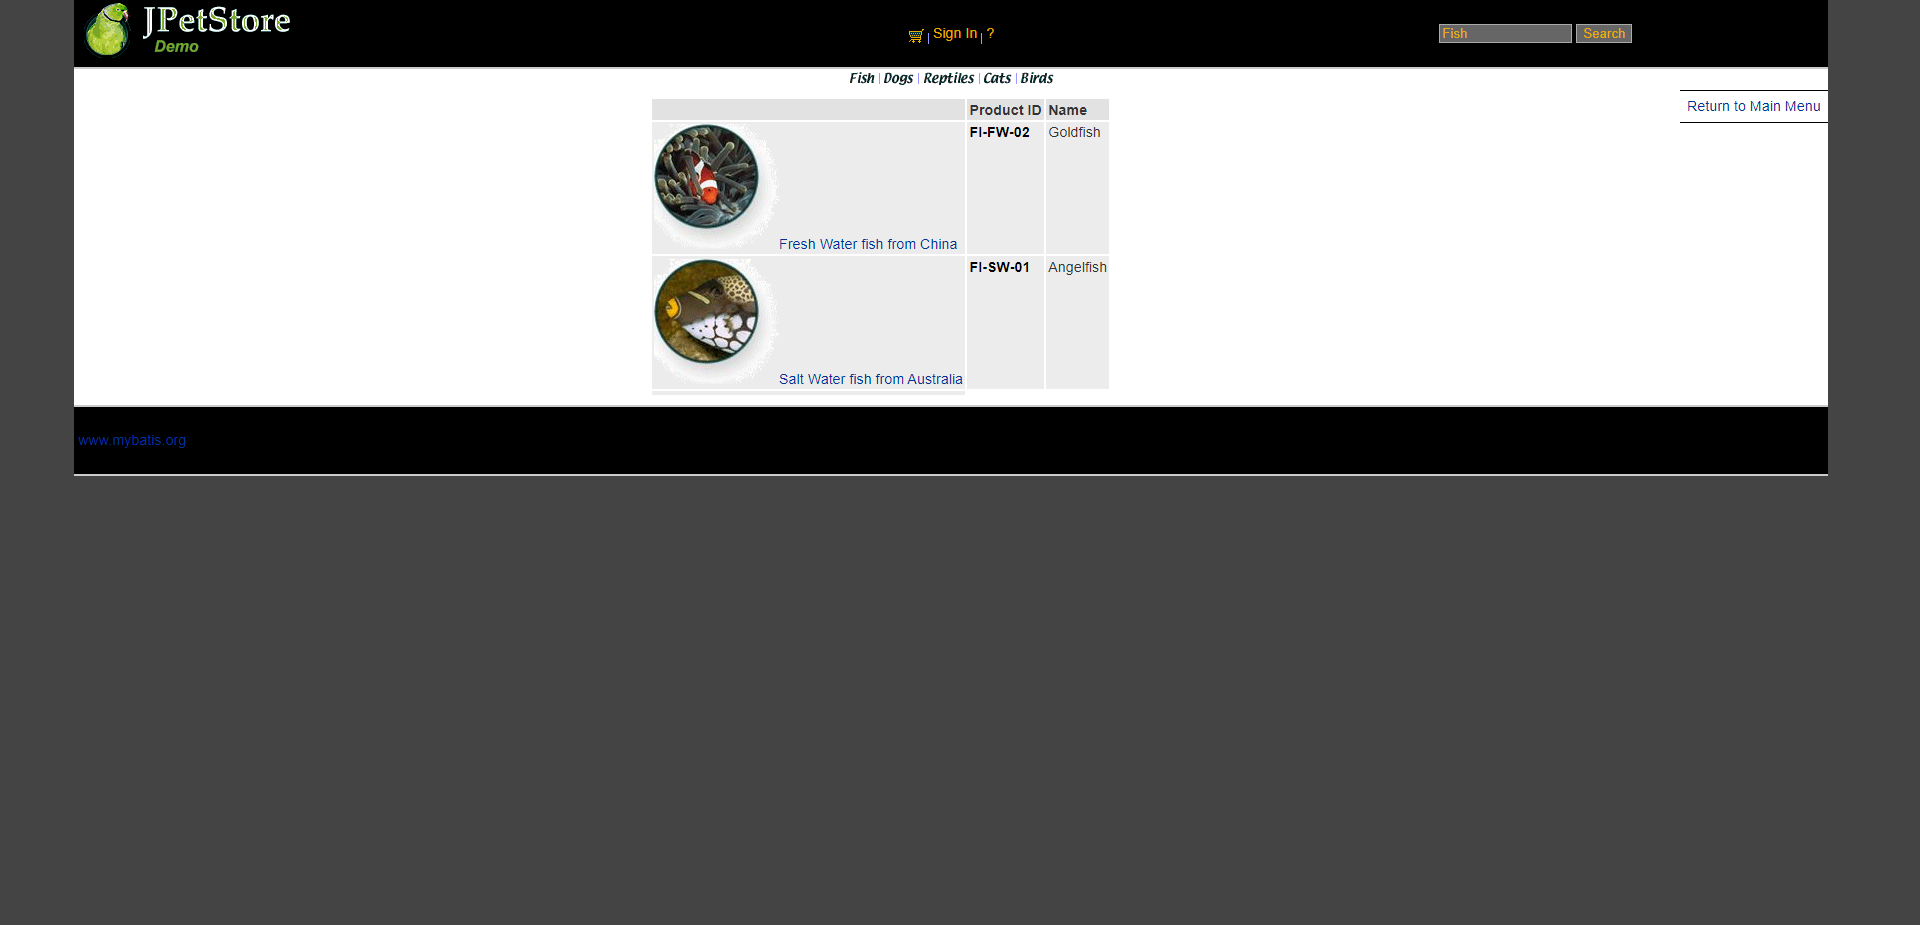 JPetStore
Demo
Sign In ?
Fish
Search
Fish Dogs Reptiles Cats Birds
Return to Main Menu
Product ID Name
Fresh Water fish from China FI-FW-02 Goldfish
Salt Water fish from Australia FI-SW-01 Angelfish
www.mybatis.org